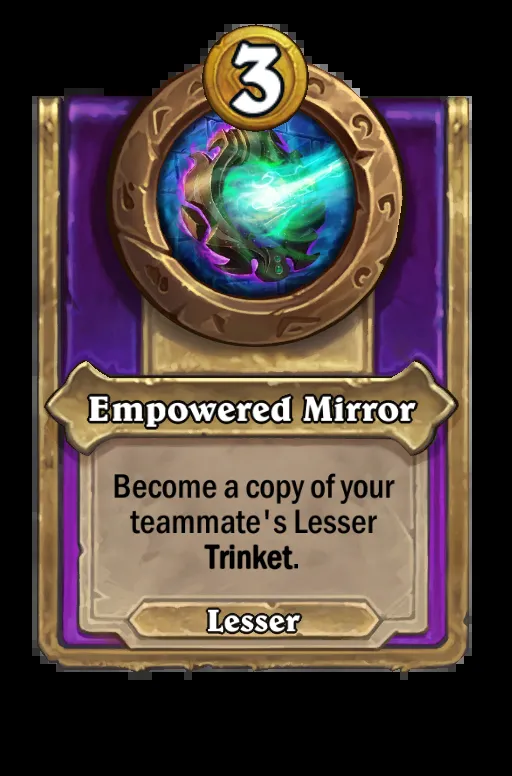 3
Empowered Mirror
Become a copy of your
teammate's Lesser
Trinket.
Lesser